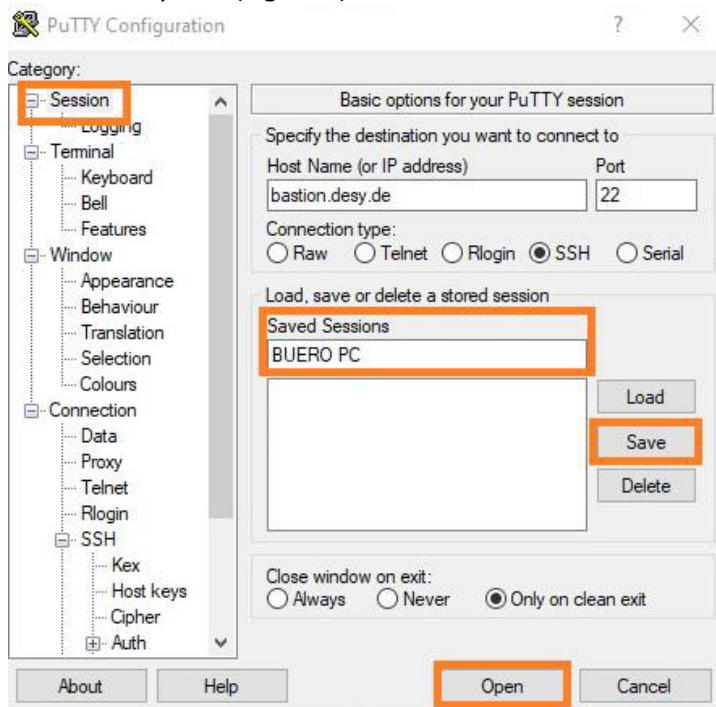 PuTTY Configuration ? ×
Category:
Session
Logging
Terminal
Keyboard
Bell
Features
Window
Appearance
Behaviour
Translation
Selection
Colours
Connection
Data
Proxy
Telnet
Rlogin
SSH
Kex
Host keys
Cipher
Auth
Basic options for your PuTTY session
Specify the destination you want to connect to
Host Name (or IP address) Port
bastion.desy.de 22
Connection type:
Raw Telnet Rlogin SSH Serial
Load, save or delete a stored session
Saved Sessions
BUERO PC
Load
Save
Delete
Close window on exit:
Always Never Only on clean exit
About Help Open Cancel